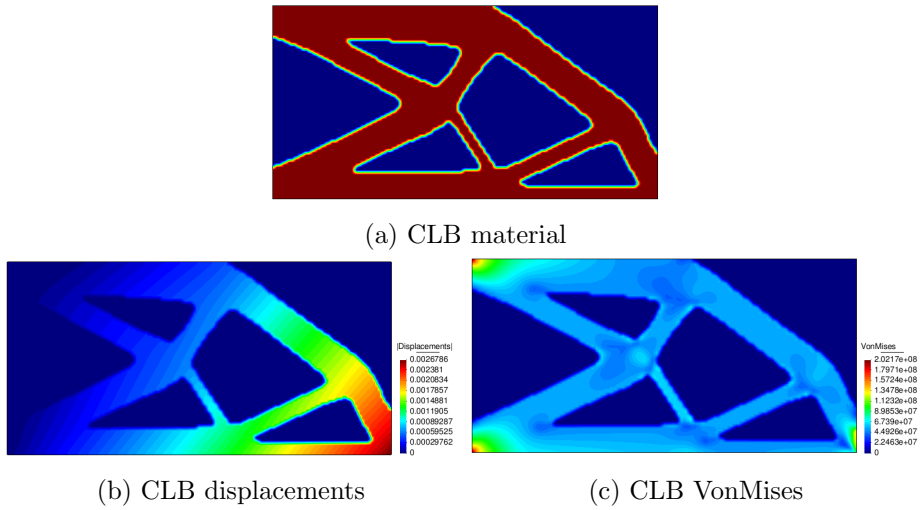 (a) CLB material
|Displacements|
0.0026786
0.002381
0.0020834
0.0017857
0.0014881
0.0011905
0.00089287
0.00059525
0.00029762
0
VonMises
2.0217e+08
1.7971e+08
1.5724e+08
1.3478e+08
1.1232e+08
8.9853e+07
6.739e+07
4.4926e+07
2.2463e+07
0
(b) CLB displacements
(c) CLB VonMises